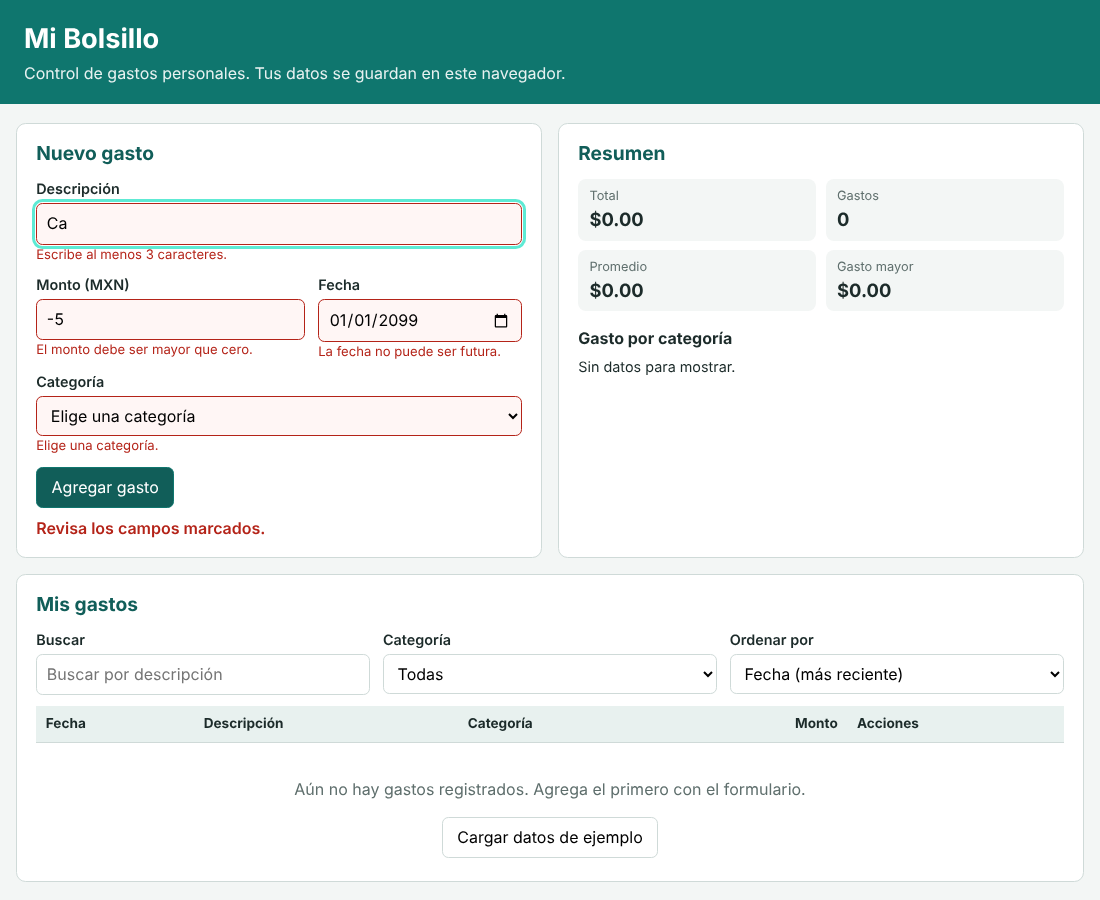 Mi Bolsillo
Control de gastos personales. Tus datos se guardan en este navegador.
Nuevo gasto
Descripción
Ca
Escribe al menos 3 caracteres.
Monto (MXN)
-5
El monto debe ser mayor que cero.
Fecha
01/01/2099
La fecha no puede ser futura.
Categoría
Elige una categoría
Elige una categoría.
Agregar gasto
Revisa los campos marcados.
Resumen
Total
$0.00
Gastos
0
Promedio
$0.00
Gasto mayor
$0.00
Gasto por categoría
Sin datos para mostrar.
Mis gastos
Buscar
Buscar por descripción
Categoría
Todas
Ordenar por
Fecha (más reciente)
Fecha Descripción Categoría Monto Acciones
Aún no hay gastos registrados. Agrega el primero con el formulario.
Cargar datos de ejemplo